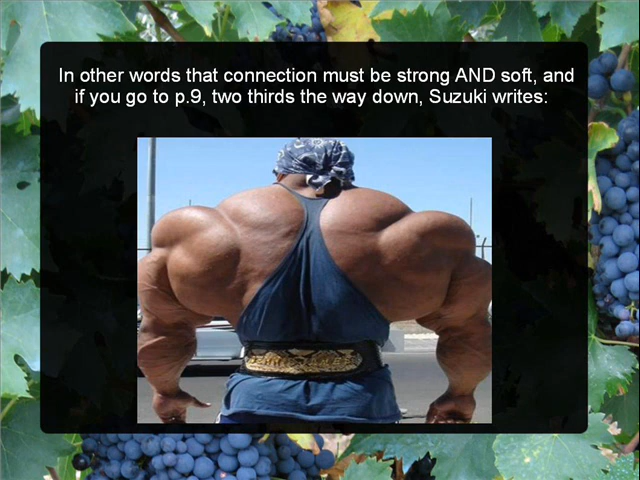 In other words that connection must be strong AND soft, and
if you go to p.9, two thirds the way down, Suzuki writes: